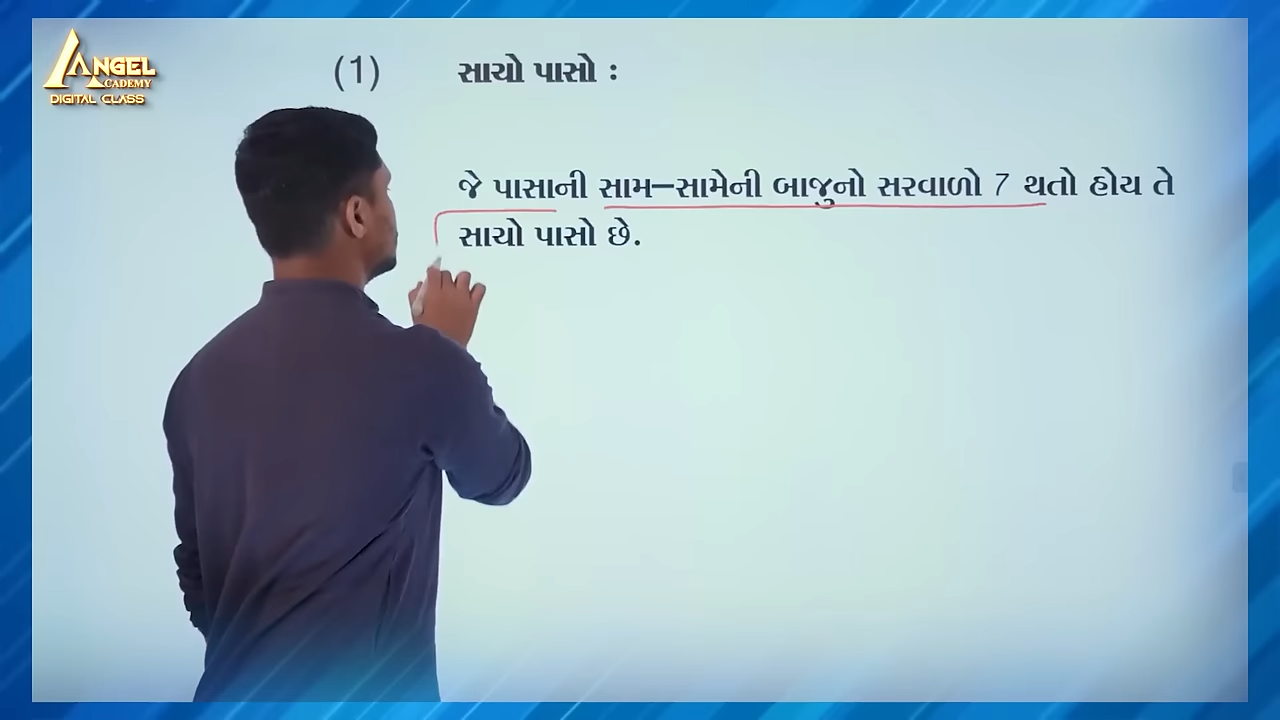 ANGEL
ACADEMY
DIGITAL CLASS
(1) સાચો પાસો :
જે પાસાની સામ–સામેની બાજુનો સરવાળો 7 થતો હોય તે
સાચો પાસો છે.